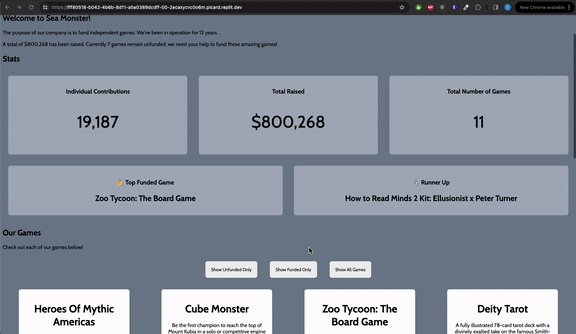 https://fff80518-b042-4b6b-8d11-a8a0389dcdff-00-2ecaxycvc0s6m.picard.replit.dev
New Chrome available
Welcome to Sea Monster!
The purpose of our company is to fund independent games. We've been in operation for 12 years.
A total of $800,268 has been raised. Currently 7 games remain unfunded. we need your help to fund these amazing games!
Stats
Individual Contributions
Total Raised
Total Number of Games
19,187
$800,268
11
🥇 Top Funded Game
🥈 Runner Up
Zoo Tycoon: The Board Game
How to Read Minds 2 Kit: Ellusionist x Peter Turner
Our Games
Check out each of our games below!
Show Unfunded Only
Show Funded Only
Show All Games
Heroes Of Mythic
Americas
Cube Monster
Be the first champion to reach the top of
Mount Kubia in a solo or competitive engine
Zoo Tycoon: The
Board Game
Deity Tarot
A fully illustrated 78-card tarot deck with a
divinely exalted take on the famous Smith-